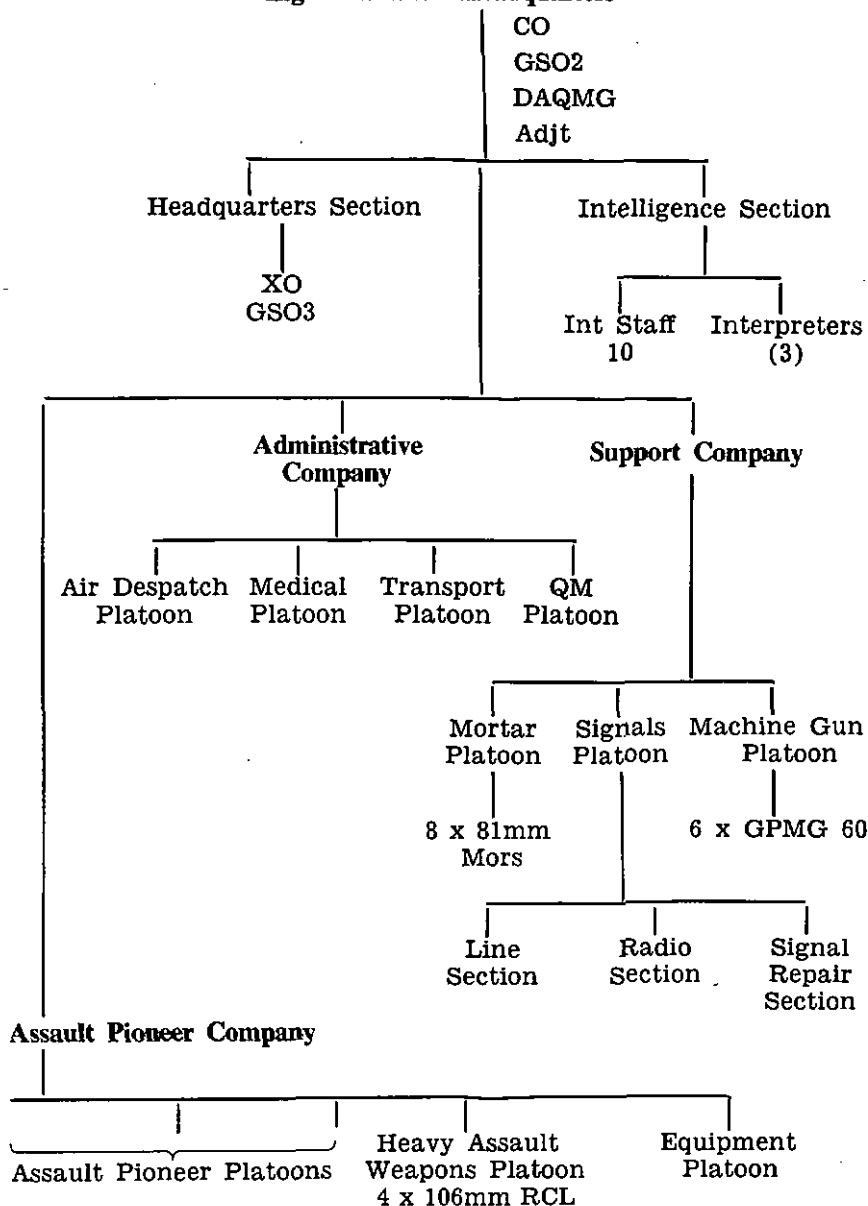 CO
GSO2
DAQMG
Adjt
Headquarters Section
XO
GSO3
Intelligence Section
Int Staff
10
Interpreters
(3)
Administrative
Company
Support Company
Air Despatch
Platoon
Medical
Platoon
Transport
Platoon
QM
Platoon
Mortar
Platoon
8 x 81mm
Mors
Signals
Platoon
Machine Gun
Platoon
6 x GPMG 60
Line
Section
Radio
Section
Signal
Repair
Section
Assault Pioneer Company
Assault Pioneer Platoons
Heavy Assault
Weapons Platoon
4 x 106mm RCL
Equipment
Platoon